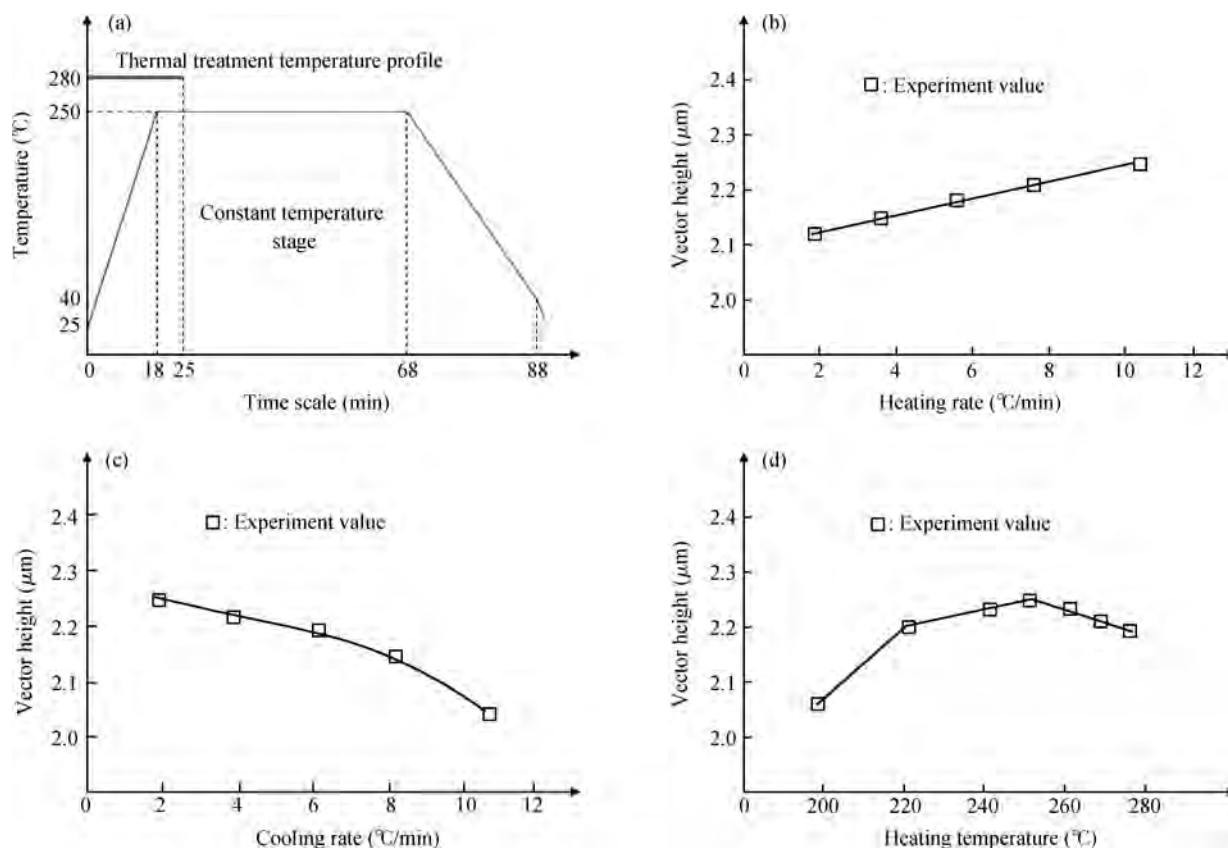 (a)
Thermal treatment temperature profile
280
250
Temperature (℃)
Constant temperature
stage
40
25
0 18 25 68 88
Time scale (min)
(b)
2.4
□: Experiment value
2.3
Vector height (μm)
2.2
2.1
2.0
0 2 4 6 8 10 12
Heating rate (℃/min)
(c)
2.4
□: Experiment value
2.3
Vector height (μm)
2.2
2.1
2.0
0 2 4 6 8 10 12
Cooling rate (℃/min)
(d)
2.4
□: Experiment value
2.3
Vector height (μm)
2.2
2.1
2.0
0 200 220 240 260 280
Heating temperature (℃)